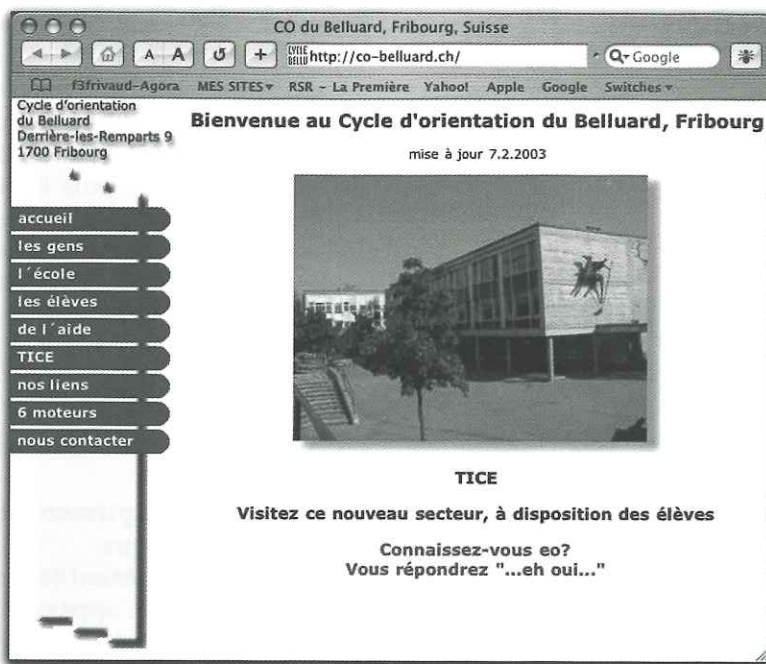 CO du Belluard, Fribourg, Suisse
A A
http://co-belluard.ch/
Google
f3frivaud-Agora MES SITES RSR - La Première Yahoo! Apple Google Switches
Cycle d'orientation
du Belluard
Derrière-les-Remparts 9
1700 Fribourg
Bienvenue au Cycle d'orientation du Belluard, Fribourg
mise à jour 7.2.2003
accueil
les gens
l´école
les élèves
de l´aide
TICE
nos liens
6 moteurs
nous contacter
TICE
Visitez ce nouveau secteur, à disposition des élèves
Connaissez-vous eo?
Vous répondrez "...eh oui..."